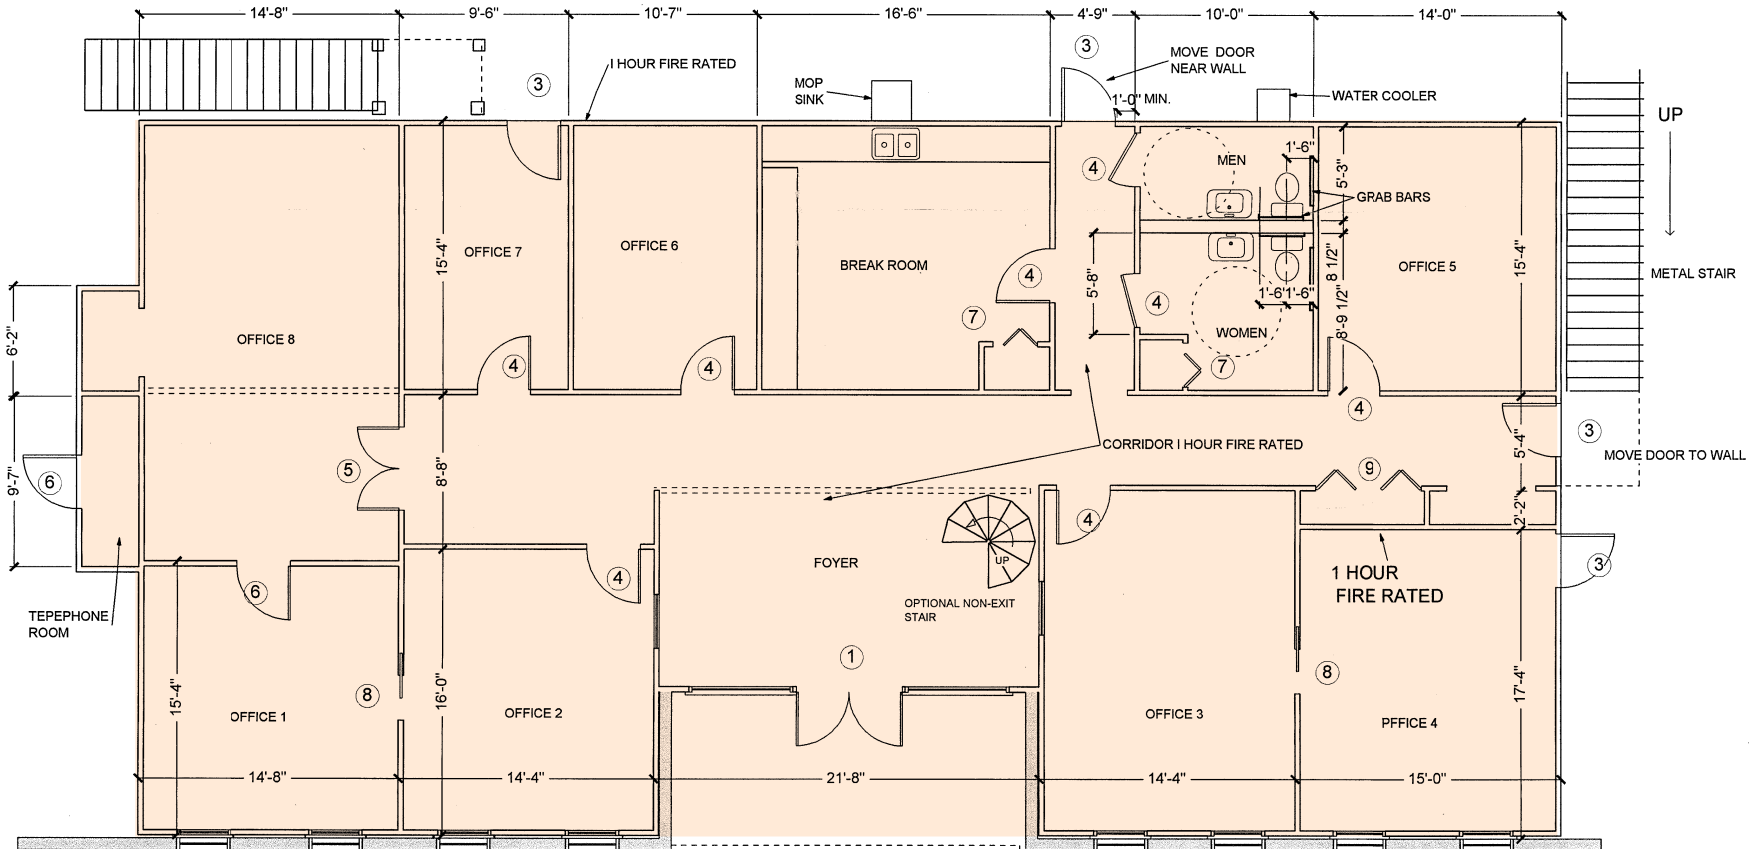 14'-8"
9'-6"
10'-7"
16'-6"
4'-9"
10'-0"
14'-0"
3
3
I HOUR FIRE RATED
MOP
SINK
MOVE DOOR
NEAR WALL
1'-0" MIN.
WATER COOLER
UP
4
MEN
1'-6"
5'-3"
GRAB BARS
OFFICE 7
OFFICE 6
BREAK ROOM
OFFICE 5
15'-4"
15'-4"
METAL STAIR
4
5'-8"
4
1'-6"
1'-6"
8 1/2"
8'-9 1/2"
WOMEN
6'-2"
OFFICE 8
7
7
4
4
4
3
MOVE DOOR TO WALL
CORRIDOR I HOUR FIRE RATED
5'-4"
9'-7"
6
5
8'-8"
9
2'-2"
4
UP
FOYER
OPTIONAL NON-EXIT
STAIR
3
1 HOUR
FIRE RATED
6
4
TEPEPHONE
ROOM
1
8
8
15'-4"
16'-0"
17'-4"
OFFICE 1
OFFICE 2
OFFICE 3
PFFICE 4
14'-8"
14'-4"
21'-8"
14'-4"
15'-0"